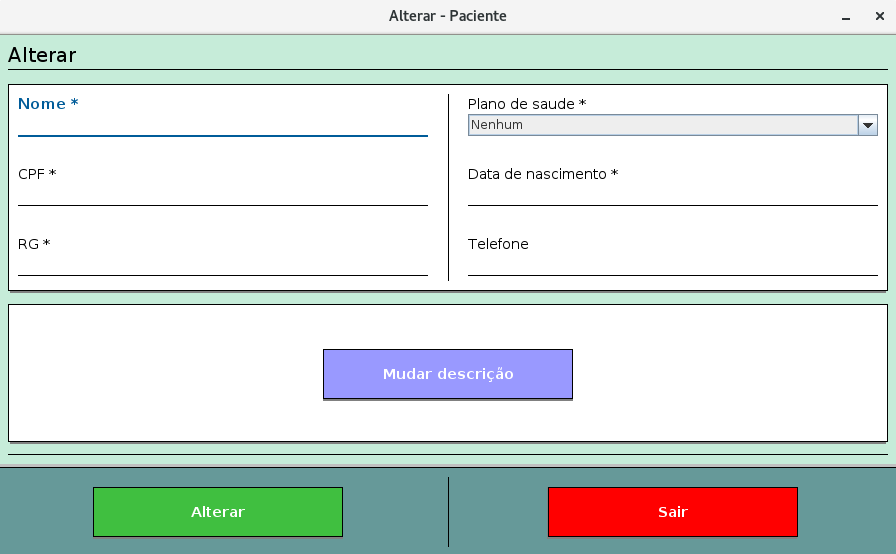 Alterar - Paciente
Alterar
Nome *
Plano de saude *
Nenhum
CPF *
Data de nascimento *
RG *
Telefone
Mudar descrição
Alterar
Sair